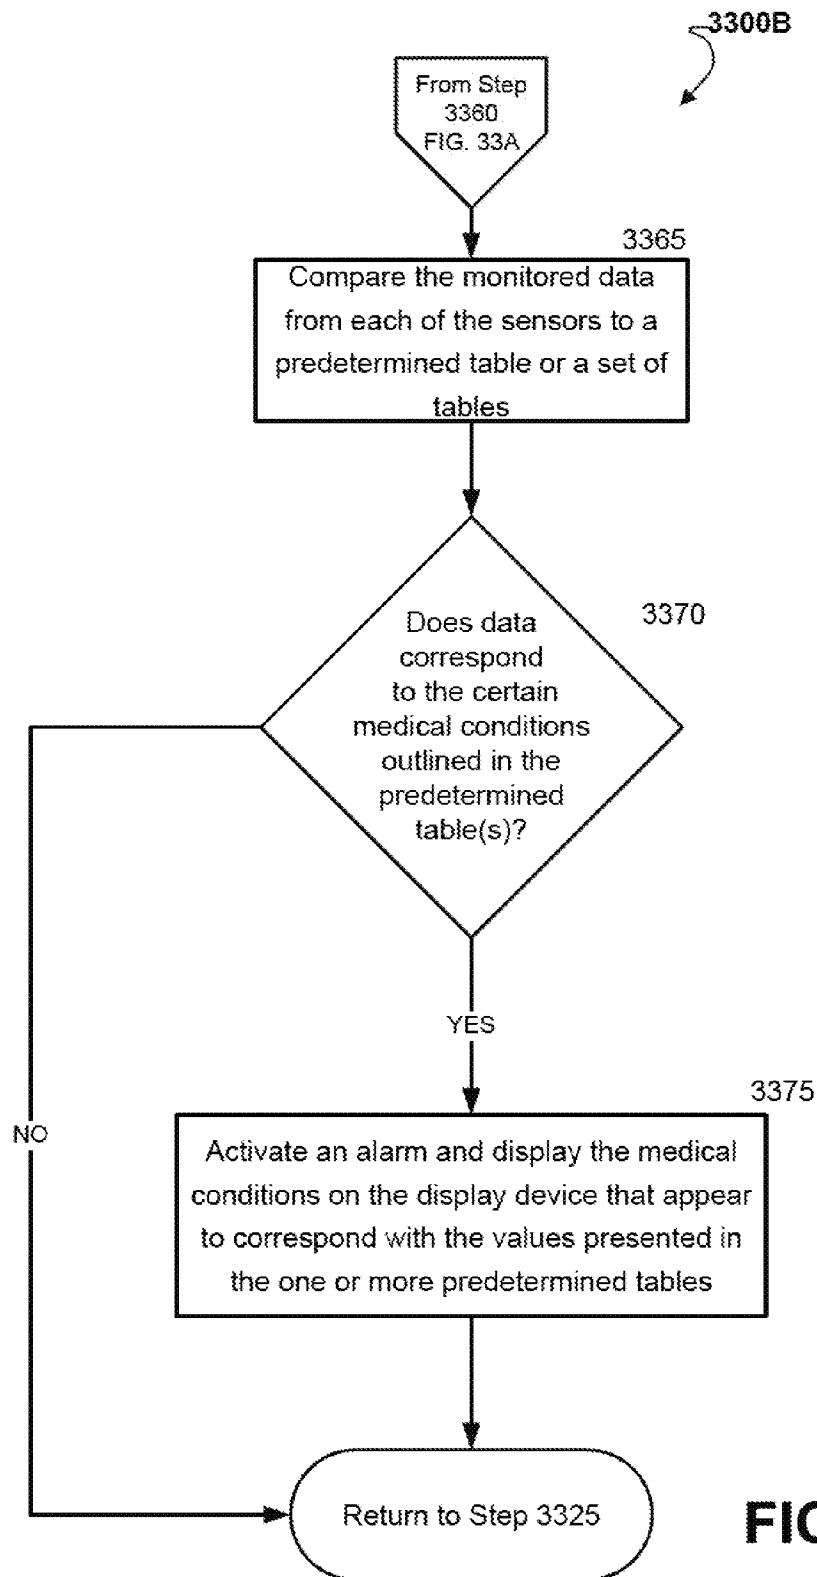 3300B
From Step
3360
FIG. 33A
3365
Compare the monitored data
from each of the sensors to a
predetermined table or a set of
tables
3370
Does data
correspond
to the certain
medical conditions
outlined in the
predetermined
table(s)?
YES
NO
3375
Activate an alarm and display the medical
conditions on the display device that appear
to correspond with the values presented in
the one or more predetermined tables
Return to Step 3325